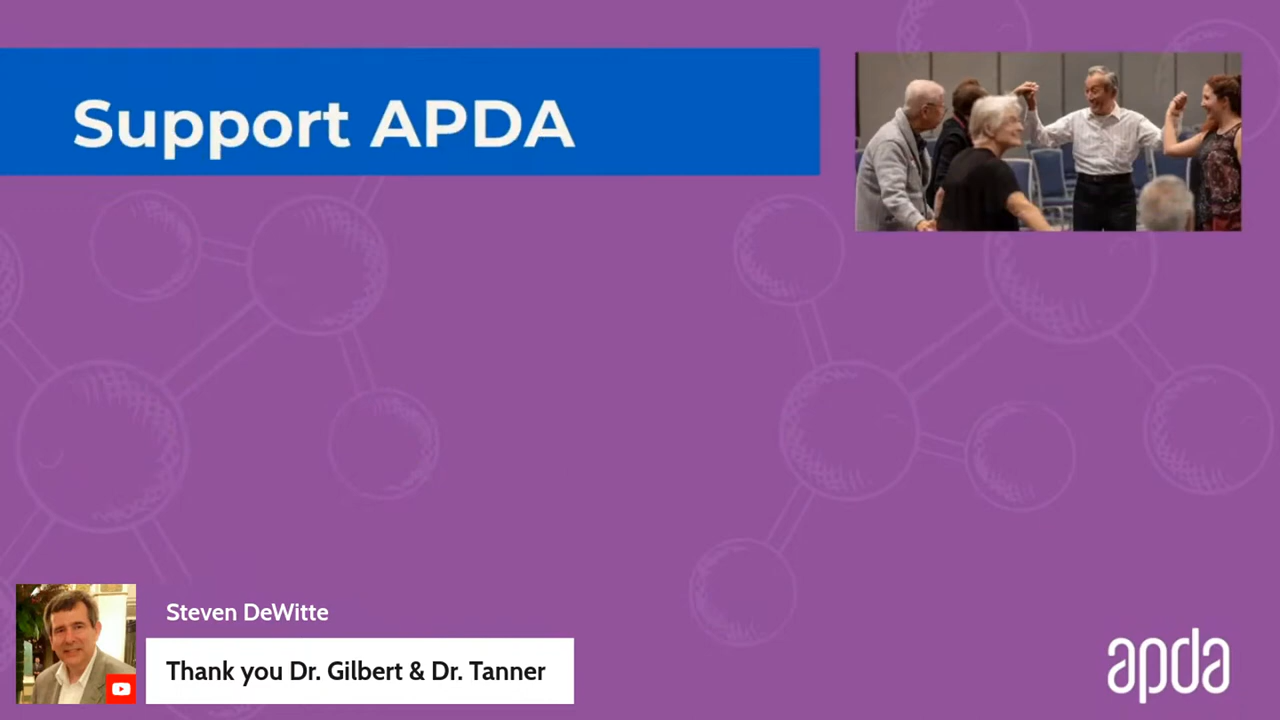 Support APDA
Steven DeWitte
Thank you Dr. Gilbert & Dr. Tanner
apda